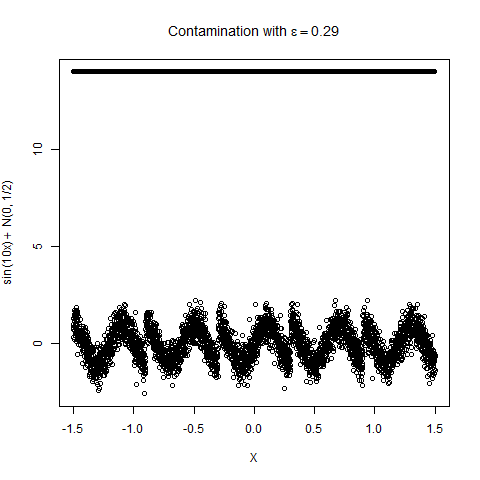 Contamination with ε = 0.29
sin(10x) + N(0, 1/2)
10
5
0
-1.5 -1.0 -0.5 0.0 0.5 1.0 1.5
X